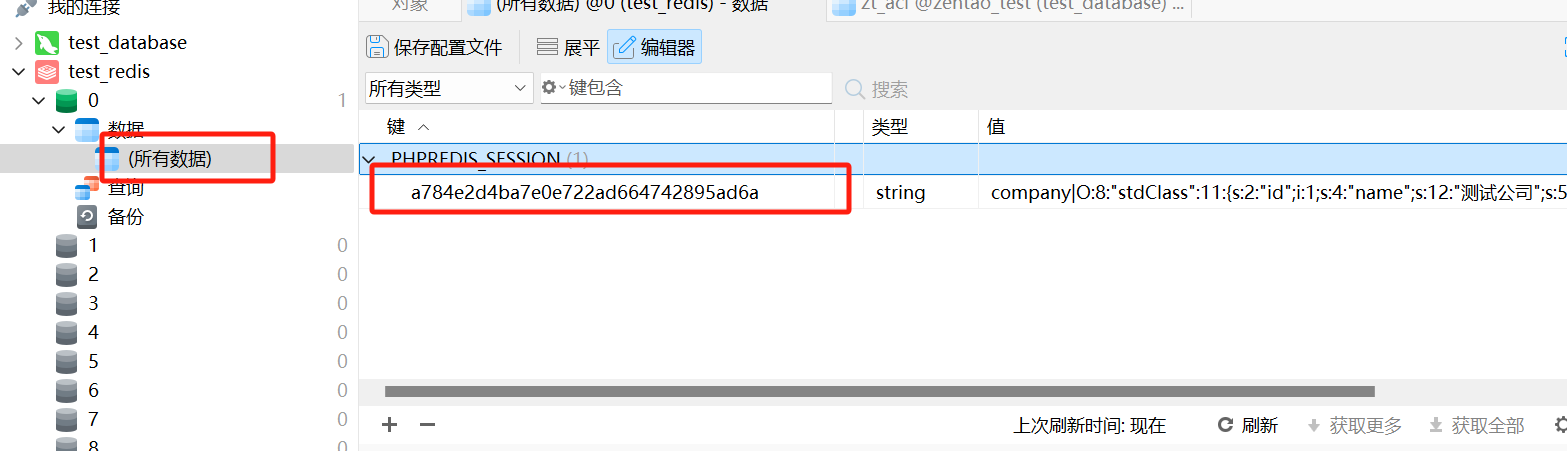 我的连接
test_database
test_redis
0 1
数据
(所有数据)
查询
备份
1 0
2 0
3 0
4 0
5 0
6 0
7 0
8 0
对象
(所有数据) @0 (test_redis) - 数据
zt_acl @zentao_test (test_database) ...
保存配置文件
展平
编辑器
所有类型
键包含
搜索
键 类型 值
PHPREDIS_SESSION (1)
a784e2d4ba7e0e722ad664742895ad6a string company|O:8:"stdClass":11:{s:2:"id";i:1;s:4:"name";s:12:"测试公司";s:5
上次刷新时间: 现在
刷新
获取更多
获取全部